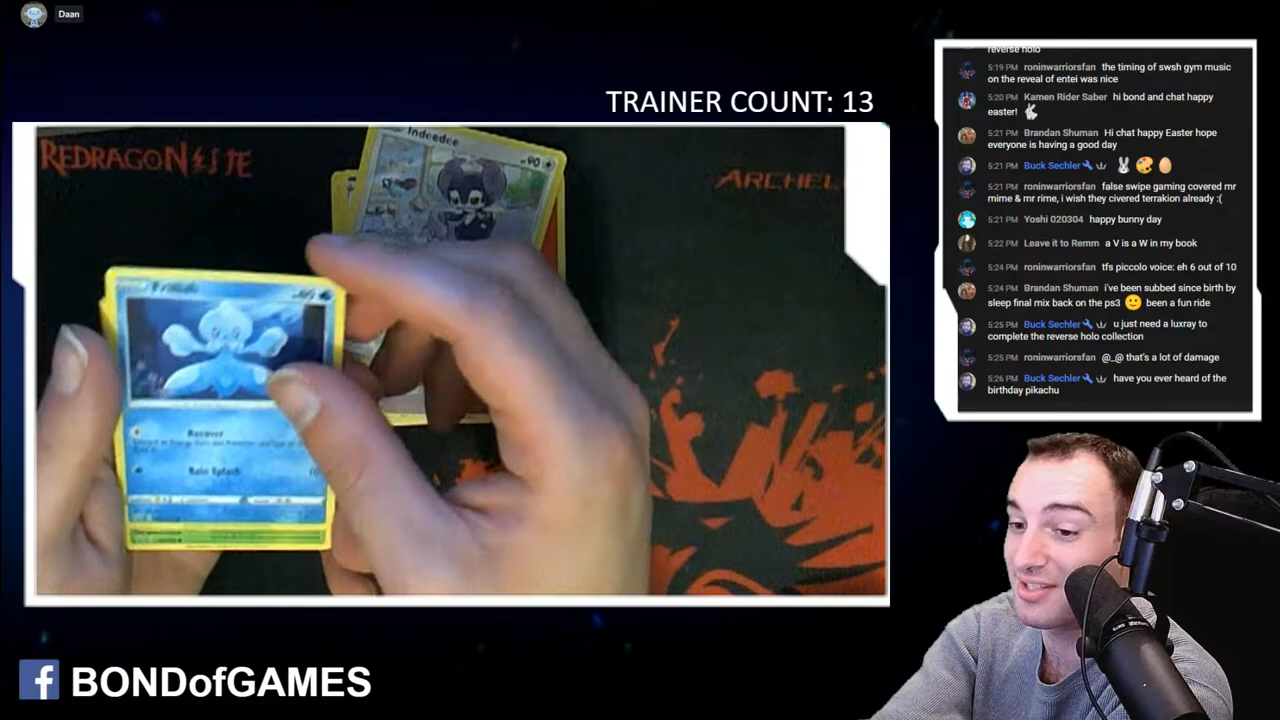 Daan
TRAINER COUNT: 13
REDRAGON
ARCHEL
Indeedee
90
Frillish
Recover
Rain Splash
10
BONDofGAMES
reverse holo
5:19 PM roninwarriorsfan the timing of swsh gym music
on the reveal of entei was nice
5:20 PM Kamen Rider Saber hi bond and chat happy
easter!
5:21 PM Brandan Shuman Hi chat happy Easter hope
everyone is having a good day
5:21 PM Buck Sechler
5:21 PM roninwarriorsfan false swipe gaming covered mr
mime & mr rime, i wish they civered terrakion already :(
5:21 PM Yoshi 020304 happy bunny day
5:22 PM Leave it to Remm a V is a W in my book
5:24 PM roninwarriorsfan tfs piccolo voice: eh 6 out of 10
5:24 PM Brandan Shuman i've been subbed since birth by
sleep final mix back on the ps3 been a fun ride
5:25 PM Buck Sechler u just need a luxray to
complete the reverse holo collection
5:25 PM roninwarriorsfan @_@ that's a lot of damage
5:26 PM Buck Sechler have you ever heard of the
birthday pikachu